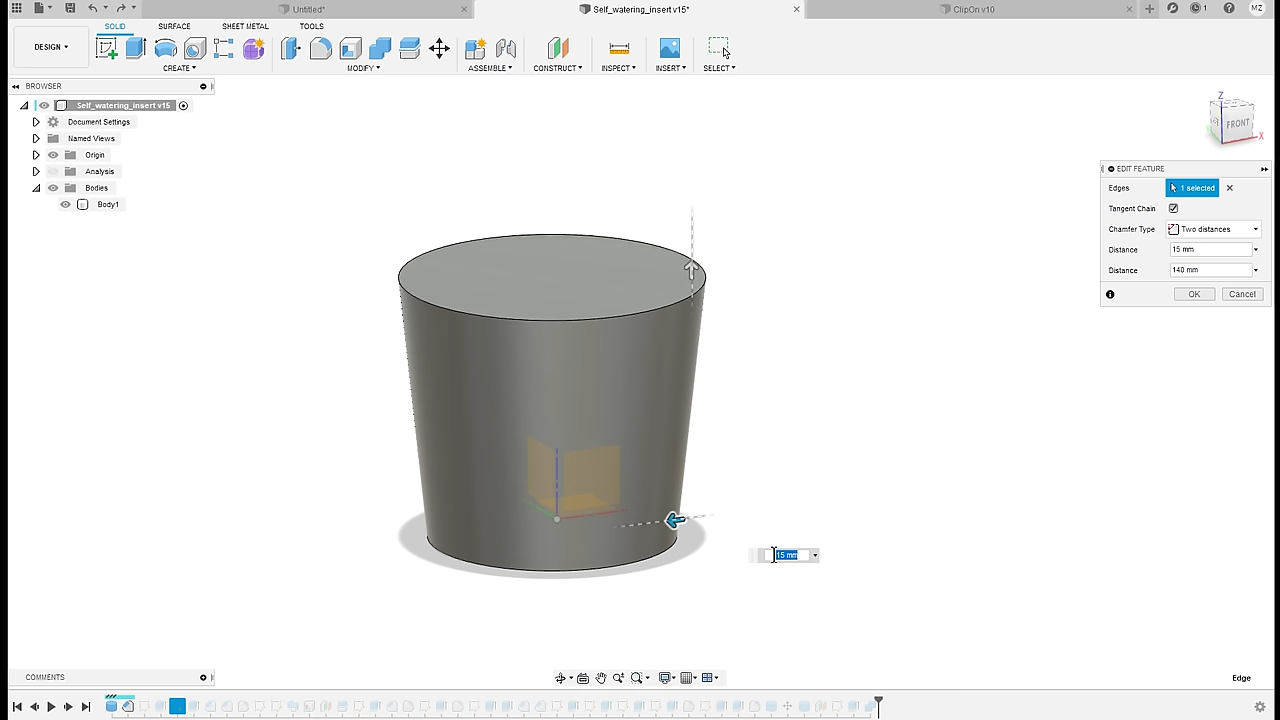 Untitled*
Self_watering_insert v15*
ClipOn v10
1
MZ
SOLID
SURFACE
SHEET METAL
TOOLS
DESIGN
CREATE
MODIFY
ASSEMBLE
CONSTRUCT
INSPECT
INSERT
SELECT
BROWSER
Self_watering_insert v15
Document Settings
Named Views
Origin
Analysis
Bodies
Body1
Z
FRONT
X
EDIT FEATURE
Edges
1 selected
Tangent Chain
Chamfer Type
Two distances
Distance
15 mm
Distance
140 mm
OK
Cancel
15 mm
COMMENTS
Edge